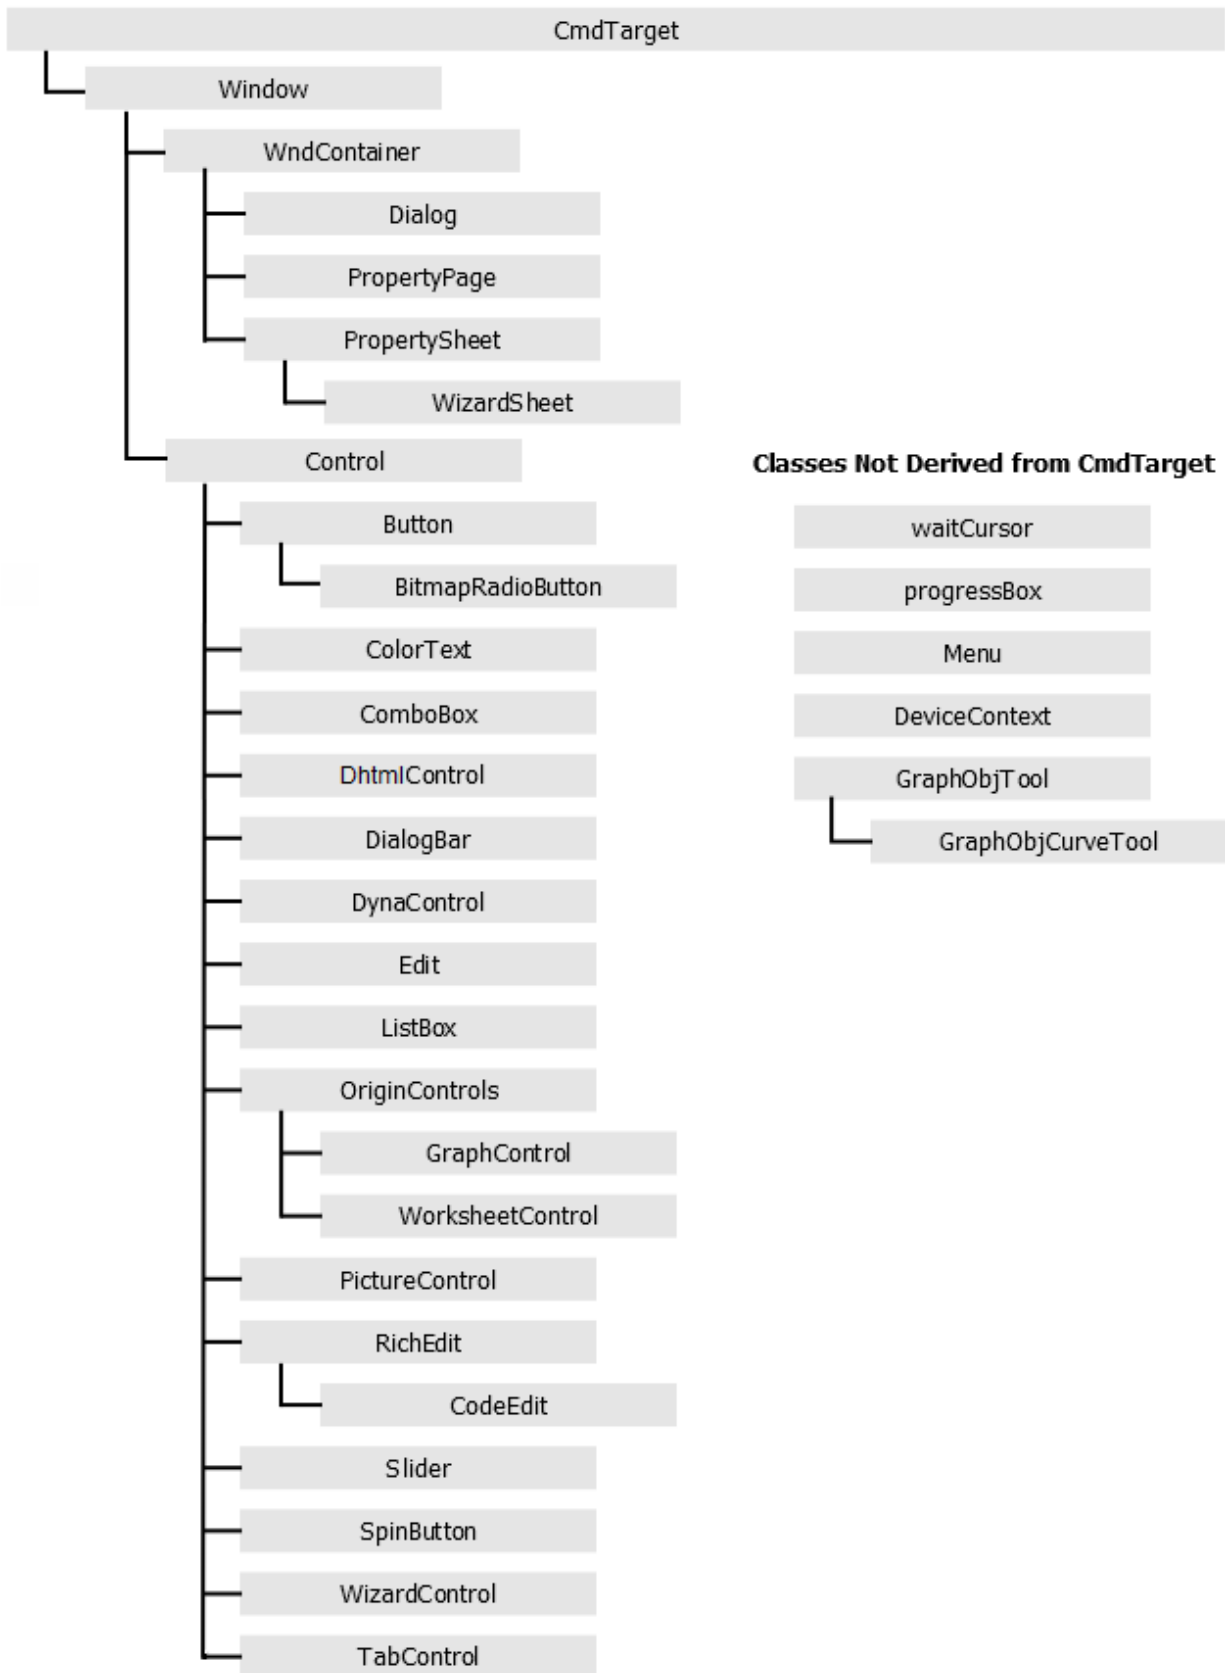 CmdTarget
Window
WndContainer
Dialog
PropertyPage
PropertySheet
WizardSheet
Control
Button
BitmapRadioButton
ColorText
ComboBox
DhtmlControl
DialogBar
DynaControl
Edit
ListBox
OriginControls
GraphControl
WorksheetControl
PictureControl
RichEdit
CodeEdit
Slider
SpinButton
WizardControl
TabControl
Classes Not Derived from CmdTarget
waitCursor
progressBox
Menu
DeviceContext
GraphObjTool
GraphObjCurveTool